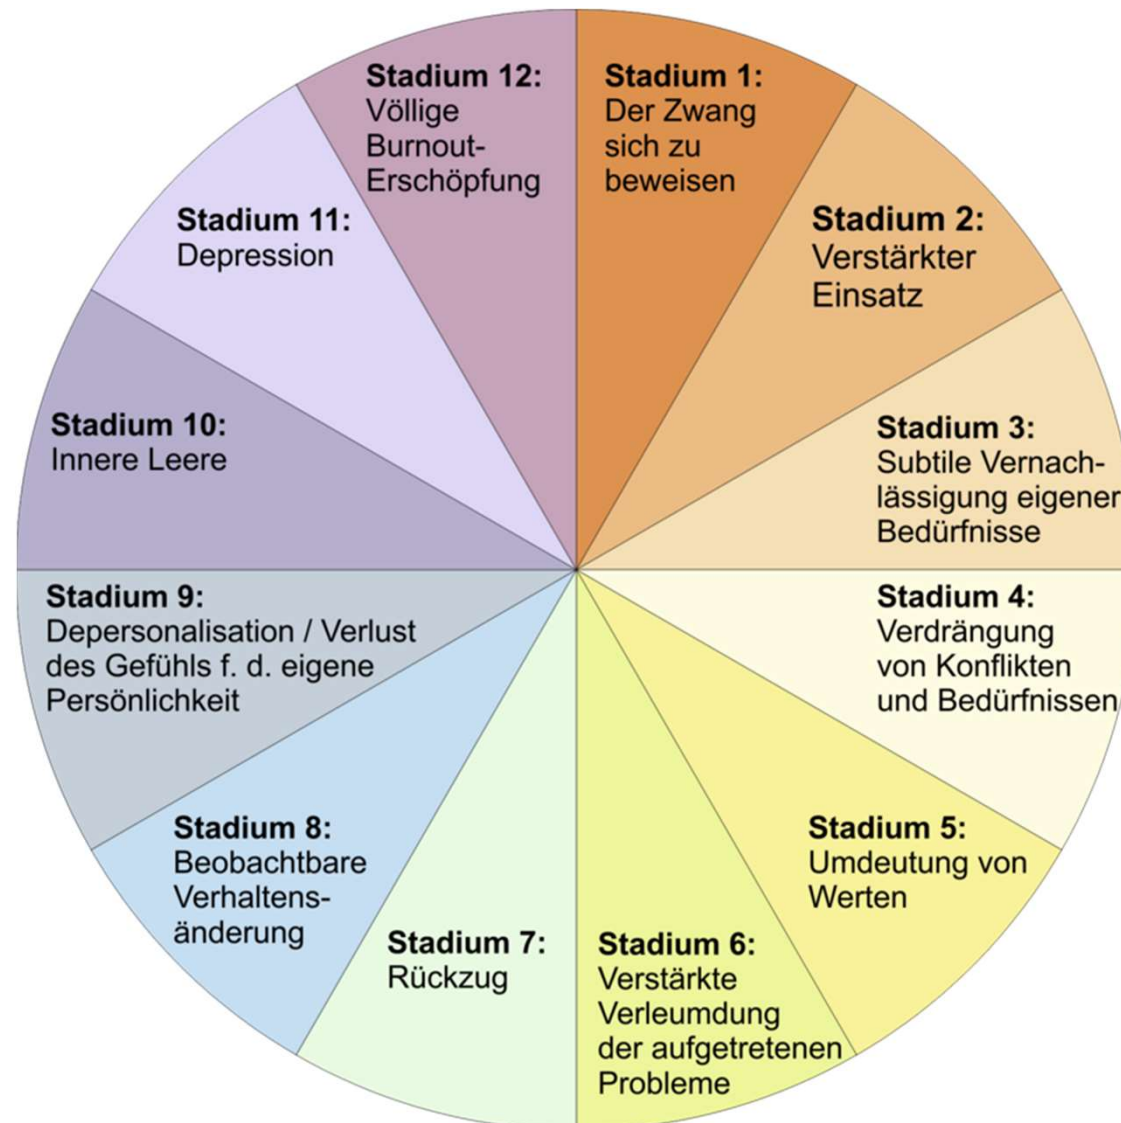 Stadium 1:
Der Zwang
sich zu
beweisen
Stadium 2:
Verstärkter
Einsatz
Stadium 3:
Subtile Vernach-
lässigung eigener
Bedürfnisse
Stadium 4:
Verdrängung
von Konflikten
und Bedürfnissen
Stadium 5:
Umdeutung von
Werten
Stadium 6:
Verstärkte
Verleumdung
der aufgetretenen
Probleme
Stadium 7:
Rückzug
Stadium 8:
Beobachtbare
Verhaltens-
änderung
Stadium 9:
Depersonalisation / Verlust
des Gefühls f. d. eigene
Persönlichkeit
Stadium 10:
Innere Leere
Stadium 11:
Depression
Stadium 12:
Völlige
Burnout-
Erschöpfung